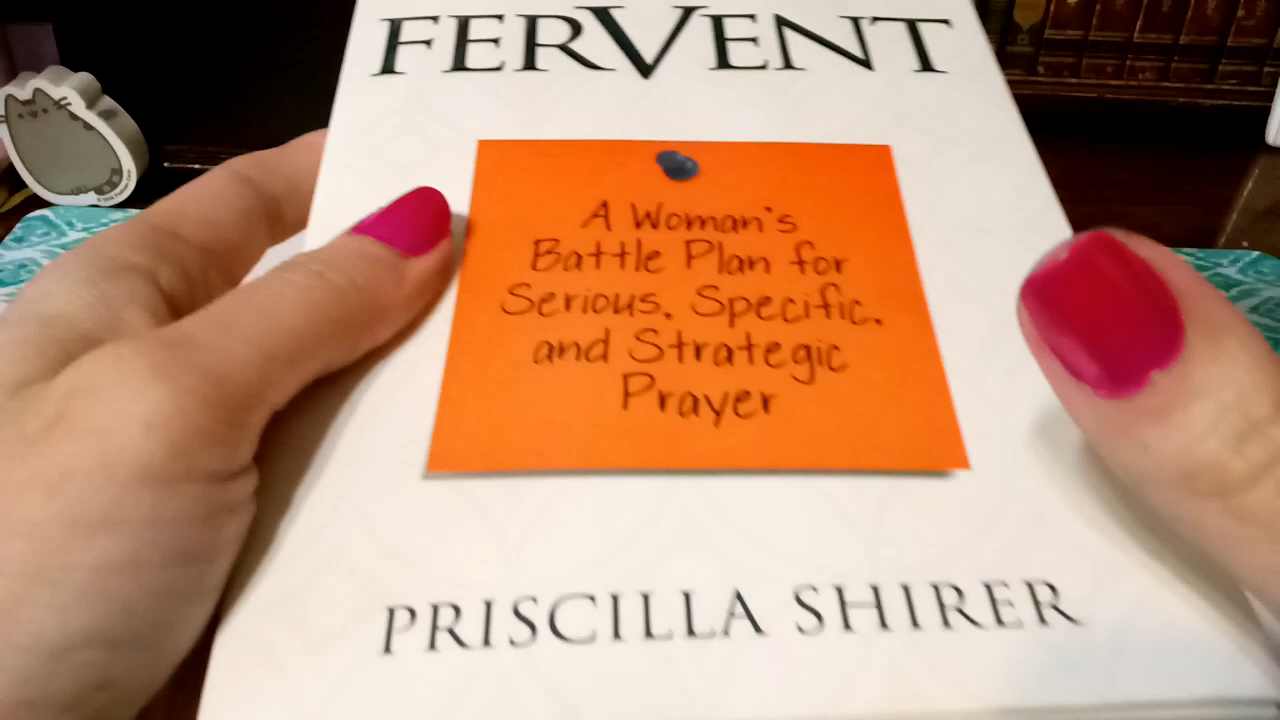 FERVENT
A Woman's
Battle Plan for
Serious, Specific,
and Strategic
Prayer
PRISCILLA SHIRER